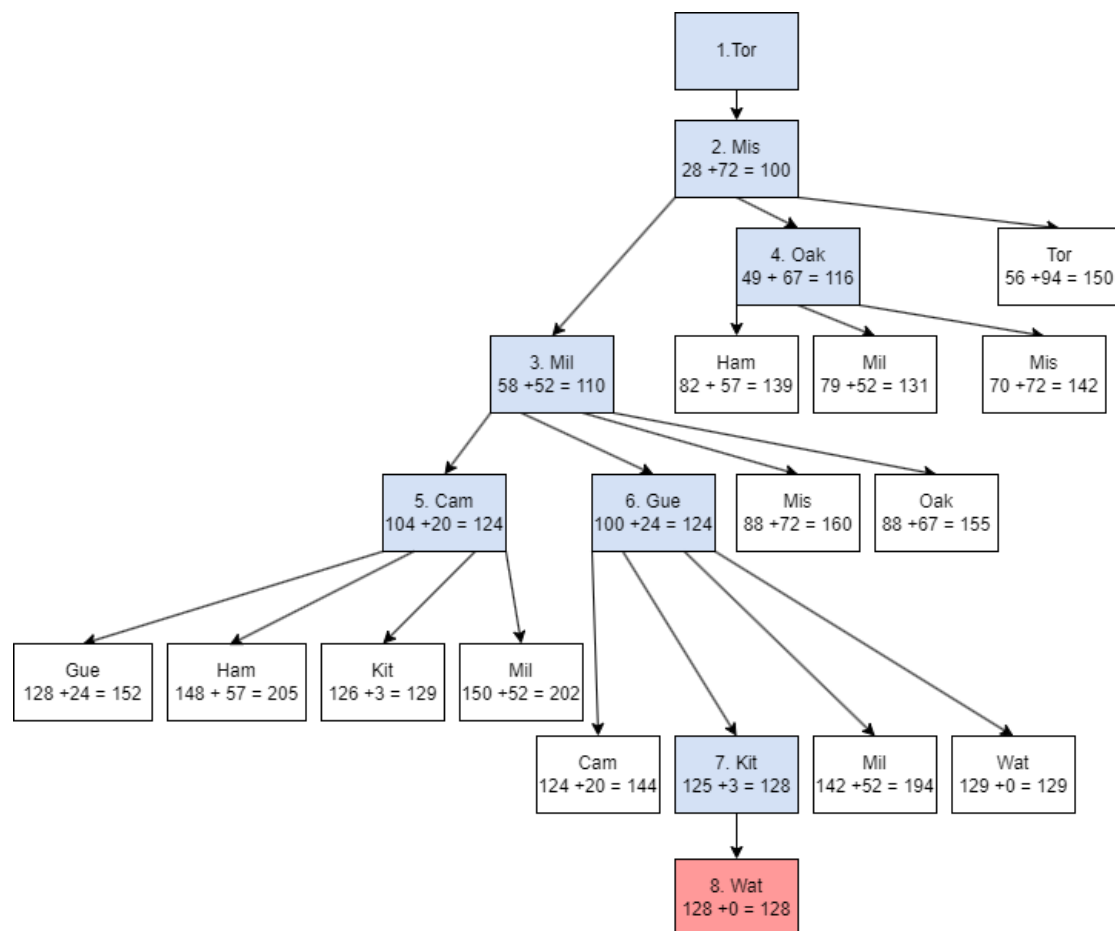 1.Tor
2. Mis
28 +72 = 100
4. Oak
49 + 67 = 116
Tor
56 +94 = 150
3. Mil
58 +52 = 110
Ham
82 + 57 = 139
Mil
79 +52 = 131
Mis
70 +72 = 142
5. Cam
104 +20 = 124
6. Gue
100 +24 = 124
Mis
88 +72 = 160
Oak
88 +67 = 155
Gue
128 +24 = 152
Ham
148 + 57 = 205
Kit
126 +3 = 129
Mil
150 +52 = 202
Cam
124 +20 = 144
7. Kit
125 +3 = 128
Mil
142 +52 = 194
Wat
129 +0 = 129
8. Wat
128 +0 = 128